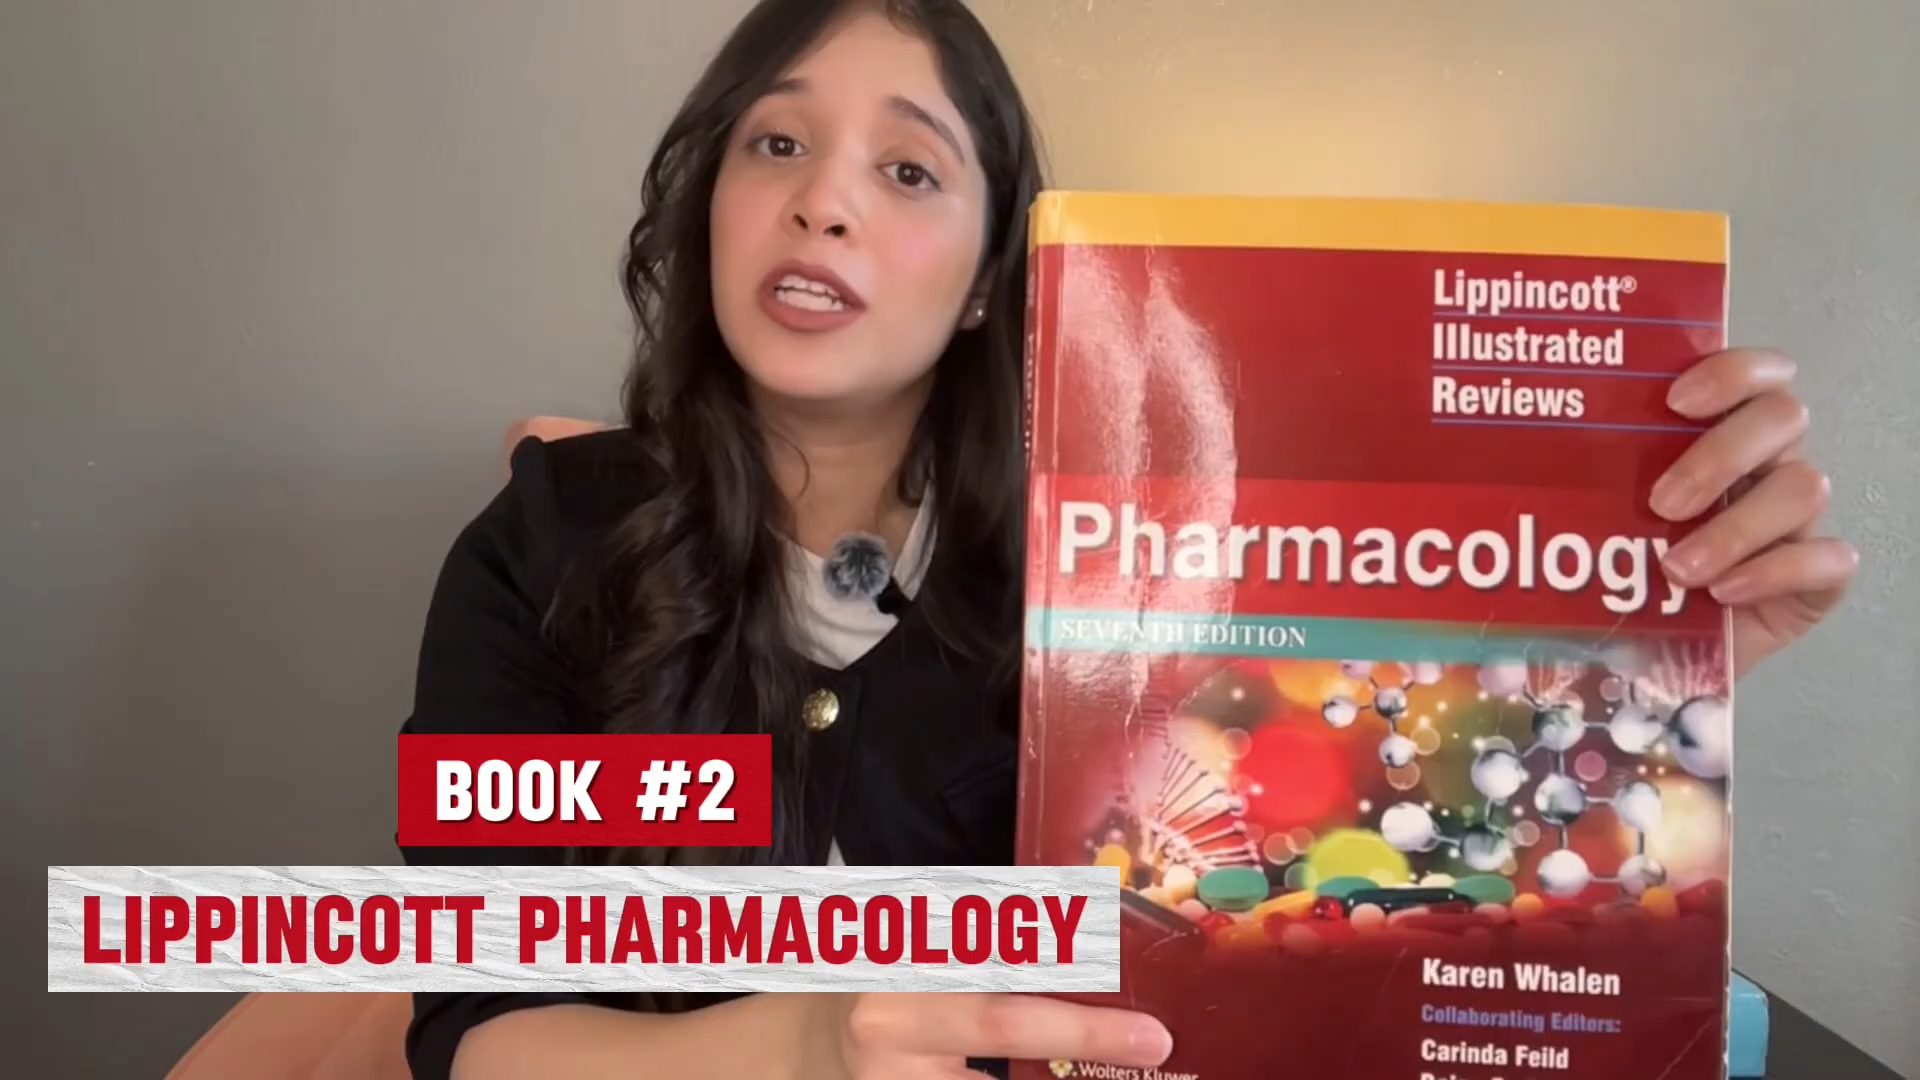 Lippincott®
Illustrated
Reviews
Pharmacology
SEVENTH EDITION
BOOK #2
LIPPINCOTT PHARMACOLOGY
Karen Whalen
Collaborating Editors:
Carinda Feild
Wolters Kluwer